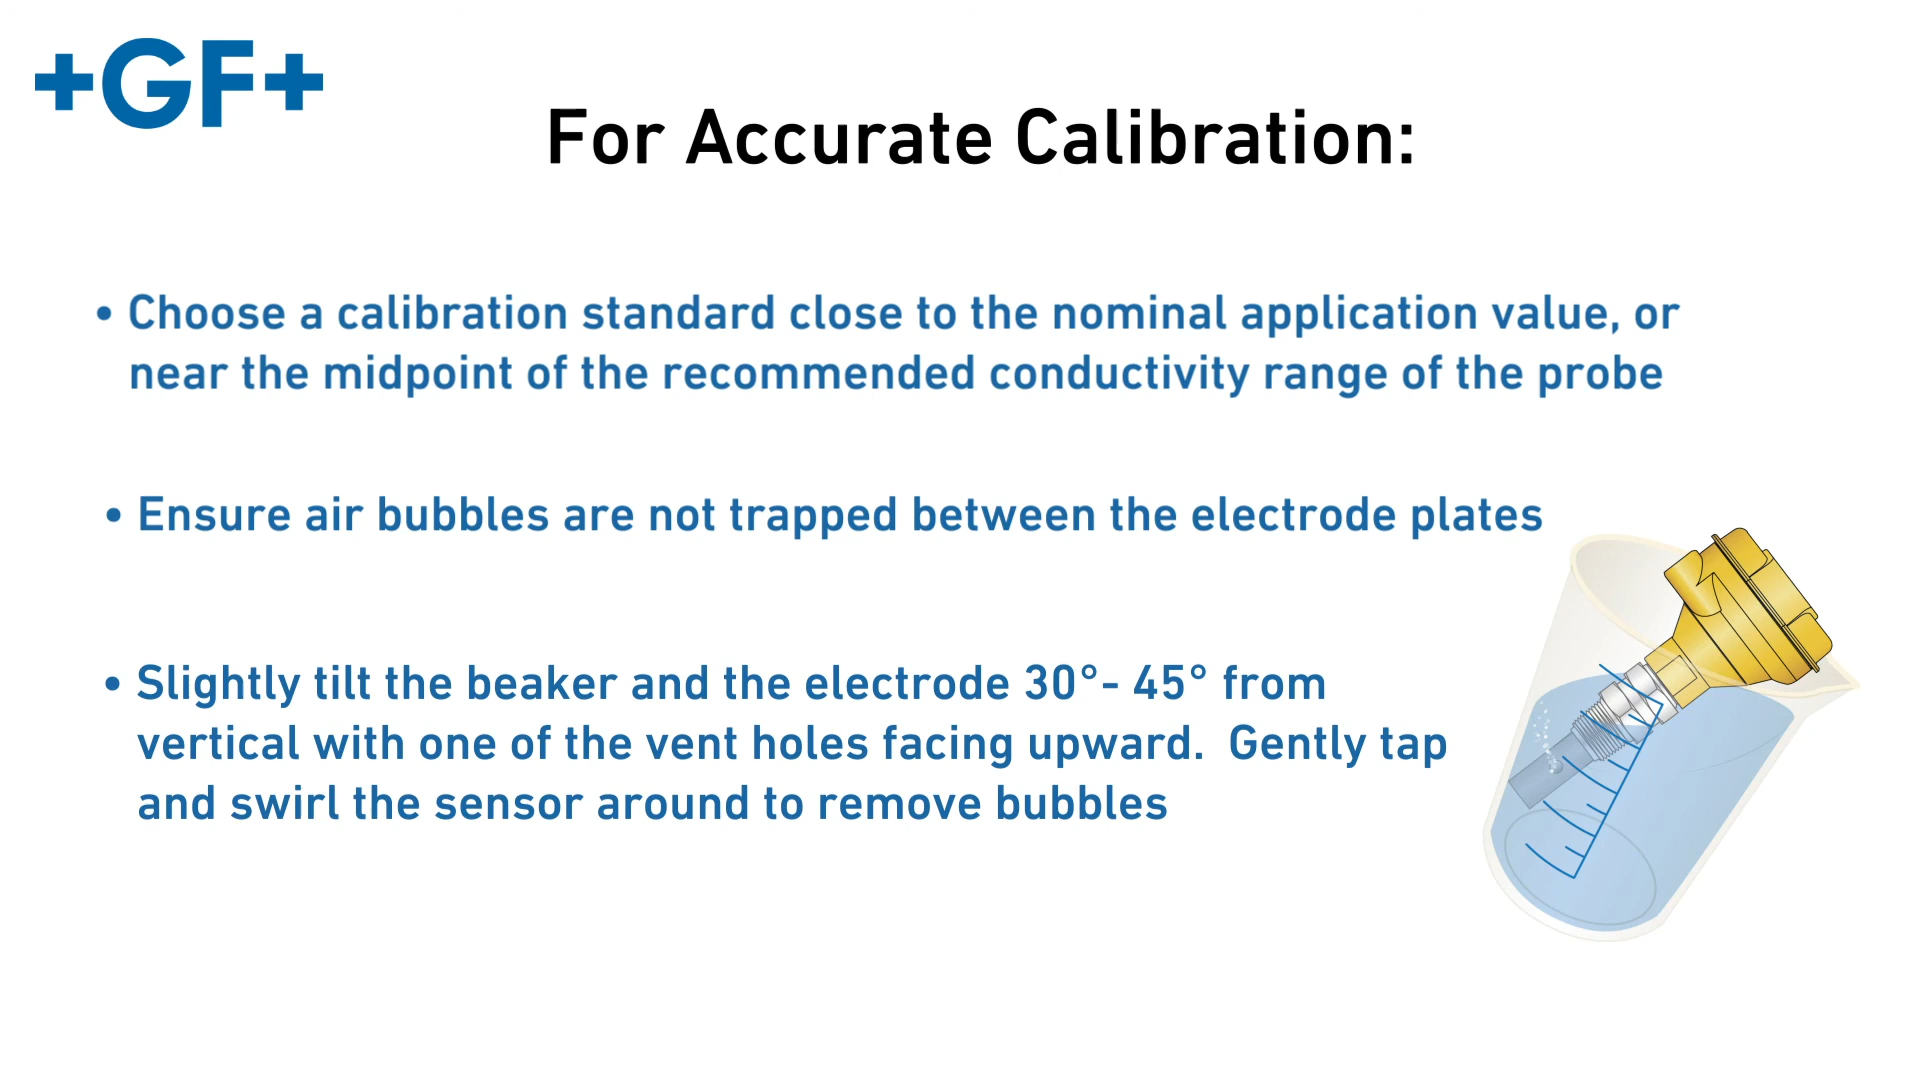 +GF+
For Accurate Calibration:
• Choose a calibration standard close to the nominal application value, or
near the midpoint of the recommended conductivity range of the probe
• Ensure air bubbles are not trapped between the electrode plates
• Slightly tilt the beaker and the electrode 30°- 45° from
vertical with one of the vent holes facing upward.  Gently tap
and swirl the sensor around to remove bubbles